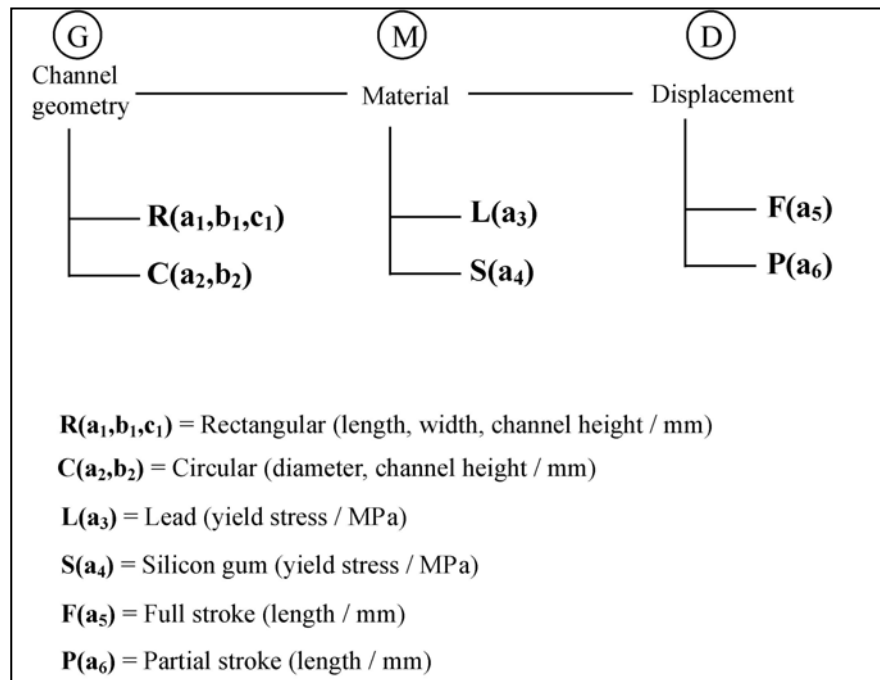 G M D
Channel geometry Material Displacement
R(a₁,b₁,c₁) L(a₃) F(a₅)
C(a₂,b₂) S(a₄) P(a₆)
R(a₁,b₁,c₁) = Rectangular (length, width, channel height / mm)
C(a₂,b₂) = Circular (diameter, channel height / mm)
L(a₃) = Lead (yield stress / MPa)
S(a₄) = Silicon gum (yield stress / MPa)
F(a₅) = Full stroke (length / mm)
P(a₆) = Partial stroke (length / mm)